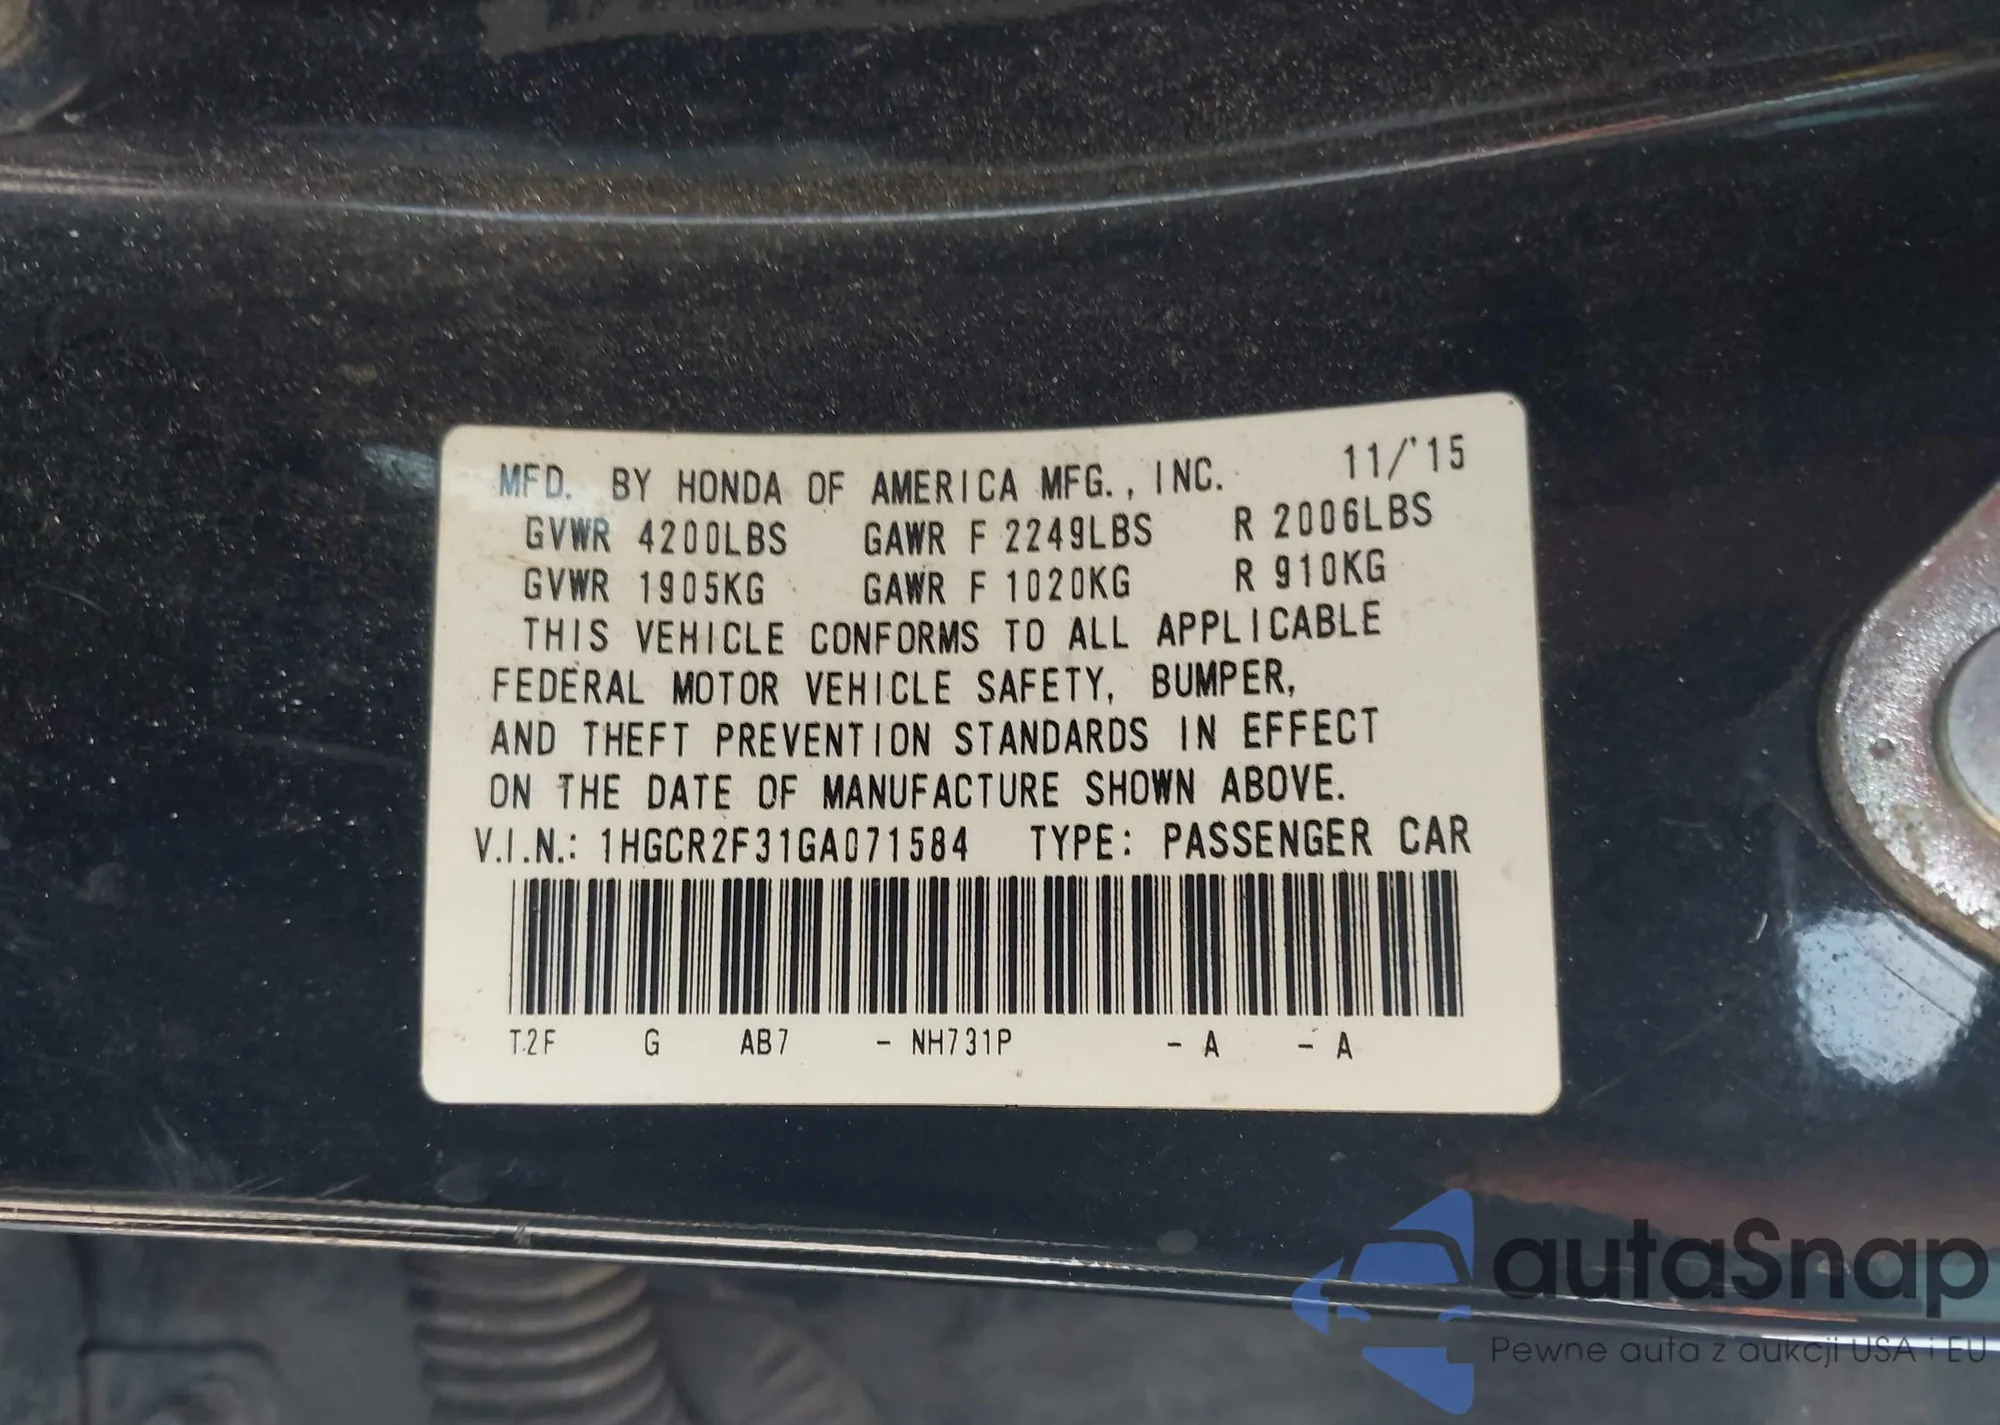 MFD. BY HONDA OF AMERICA MFG., INC. 11/'15
GVWR 4200LBS GAWR F 2249LBS R 2006LBS
GVWR 1905KG GAWR F 1020KG R 910KG
THIS VEHICLE CONFORMS TO ALL APPLICABLE
FEDERAL MOTOR VEHICLE SAFETY, BUMPER,
AND THEFT PREVENTION STANDARDS IN EFFECT
ON THE DATE OF MANUFACTURE SHOWN ABOVE.
V.I.N.: 1HGCR2F31GA071584 TYPE: PASSENGER CAR
T2F G AB7 - NH731P - A - A
autaSnap
Pewne auta z aukcji USA i EU